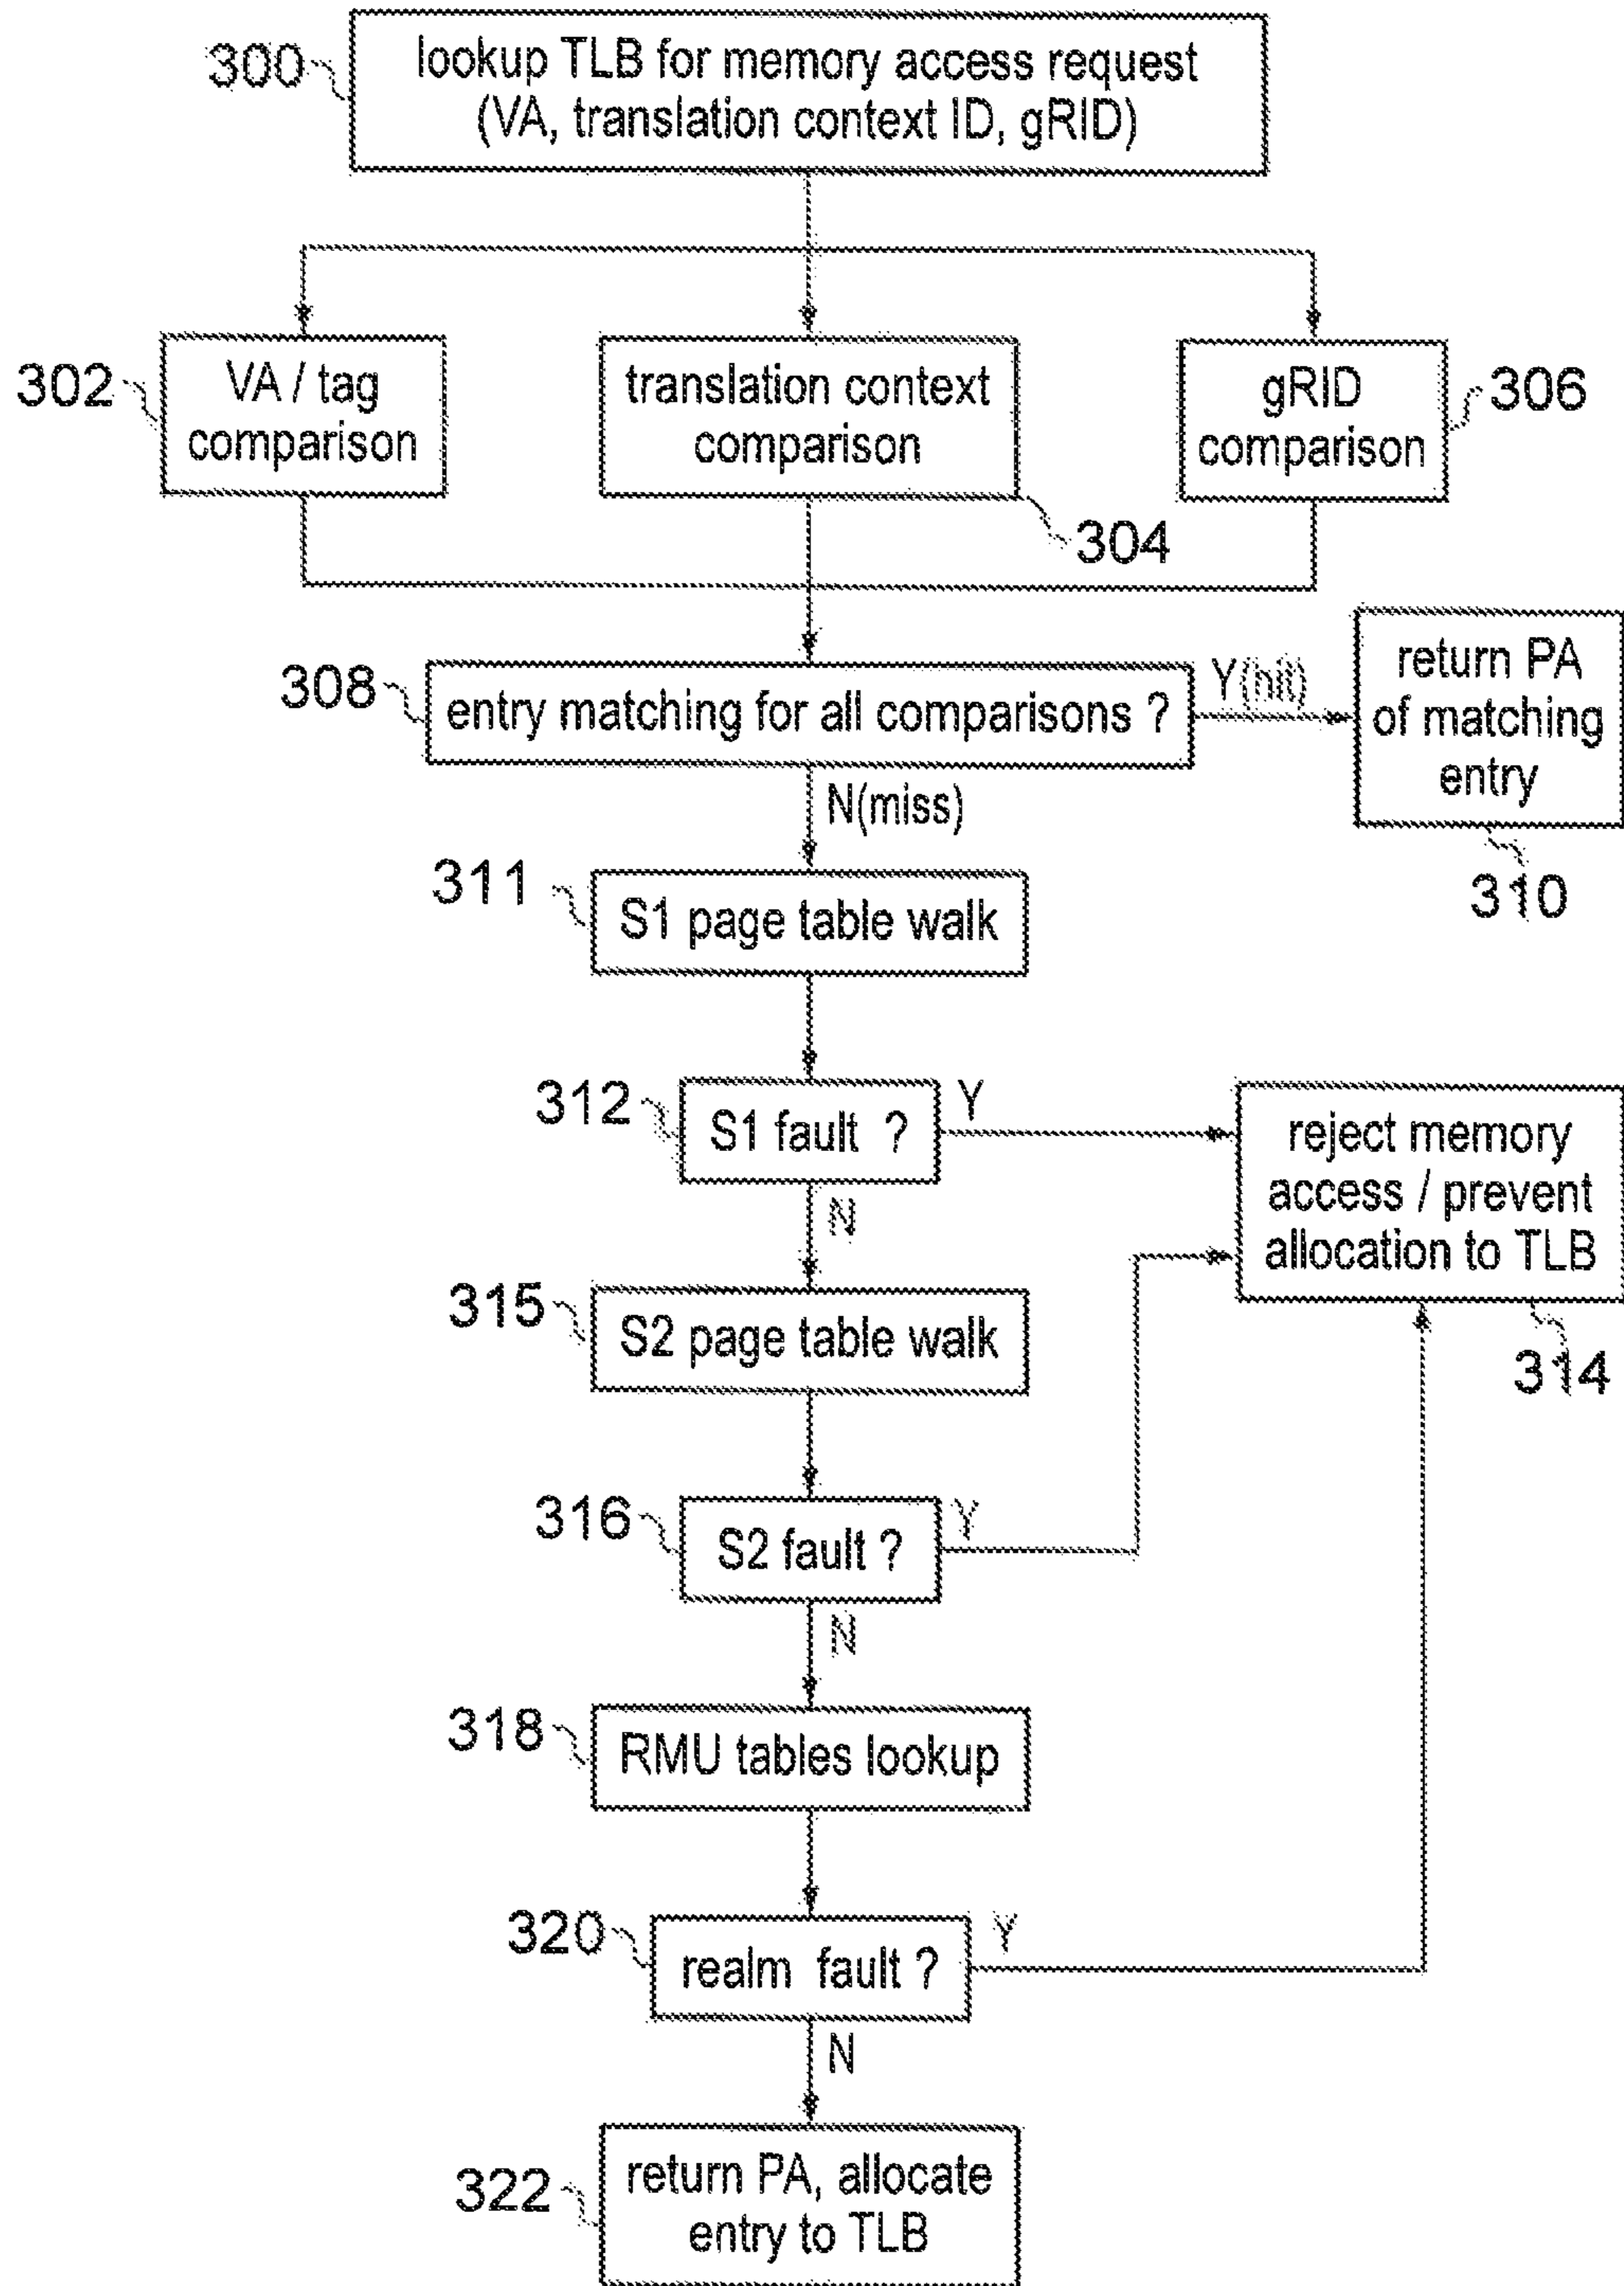 300
lookup TLB for memory access request
(VA, translation context ID, gRID)
302
VA / tag
comparison
translation context
comparison
304
gRID
comparison
306
308
entry matching for all comparisons ?
Y(hit)
return PA
of matching
entry
310
N(miss)
311
S1 page table walk
312
S1 fault ?
Y
reject memory
access / prevent
allocation to TLB
314
N
315
S2 page table walk
316
S2 fault ?
Y
N
318
RMU tables lookup
320
realm fault ?
Y
N
322
return PA, allocate
entry to TLB